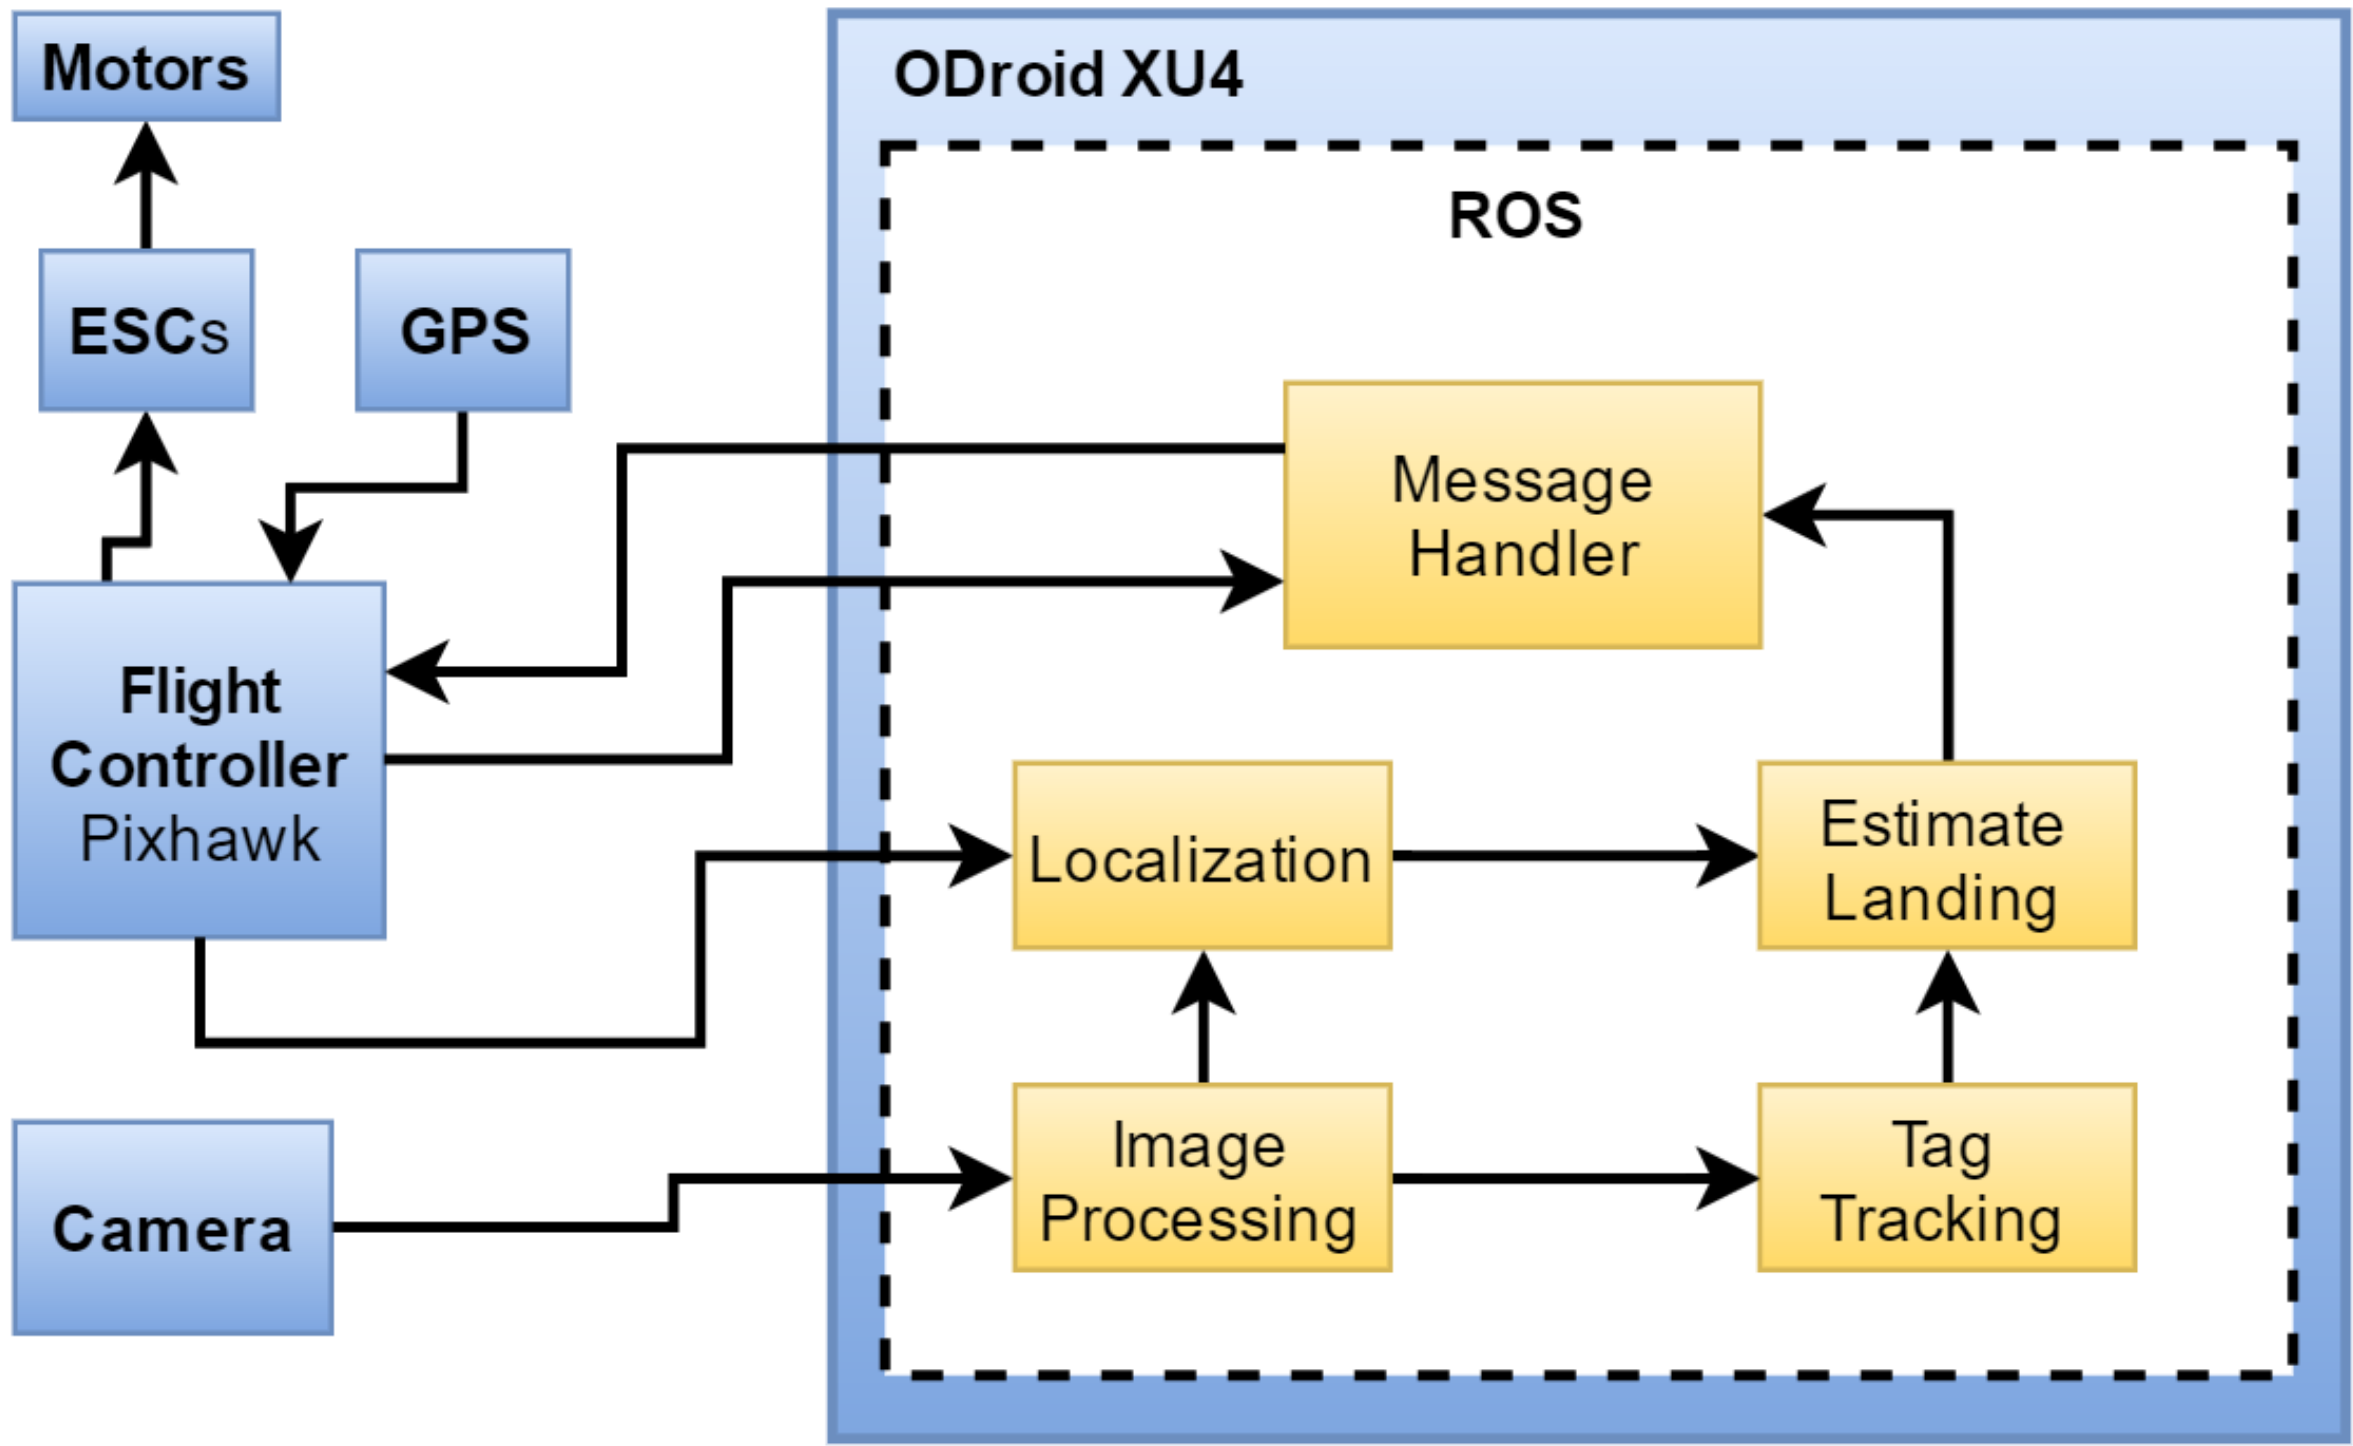 Motors
ESCs
GPS
Flight
Controller
Pixhawk
Camera
ODroid XU4
ROS
Message
Handler
Localization
Estimate
Landing
Image
Processing
Tag
Tracking